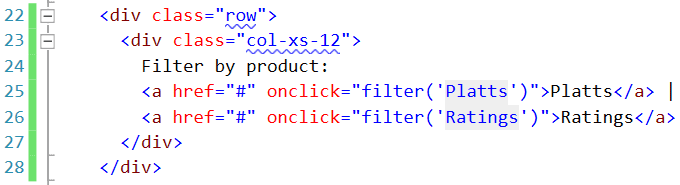 22 <div class="row">
23 <div class="col-xs-12">
24 Filter by product:
25 <a href="#" onclick="filter('Platts')">Platts</a> |
26 <a href="#" onclick="filter('Ratings')">Ratings</a>
27 </div>
28 </div>